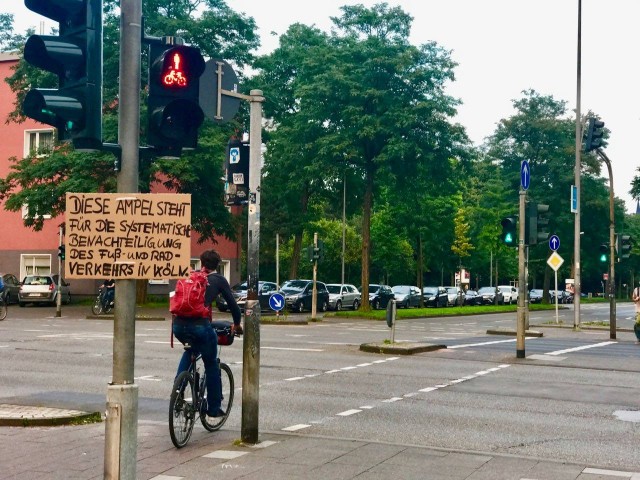 DIESE AMPEL STEHT
FÜR DIE SYSTEMATISCHE
BENACHTEILIGUNG
DES FUß- UND RAD-
VERKEHRS IN KÖLN